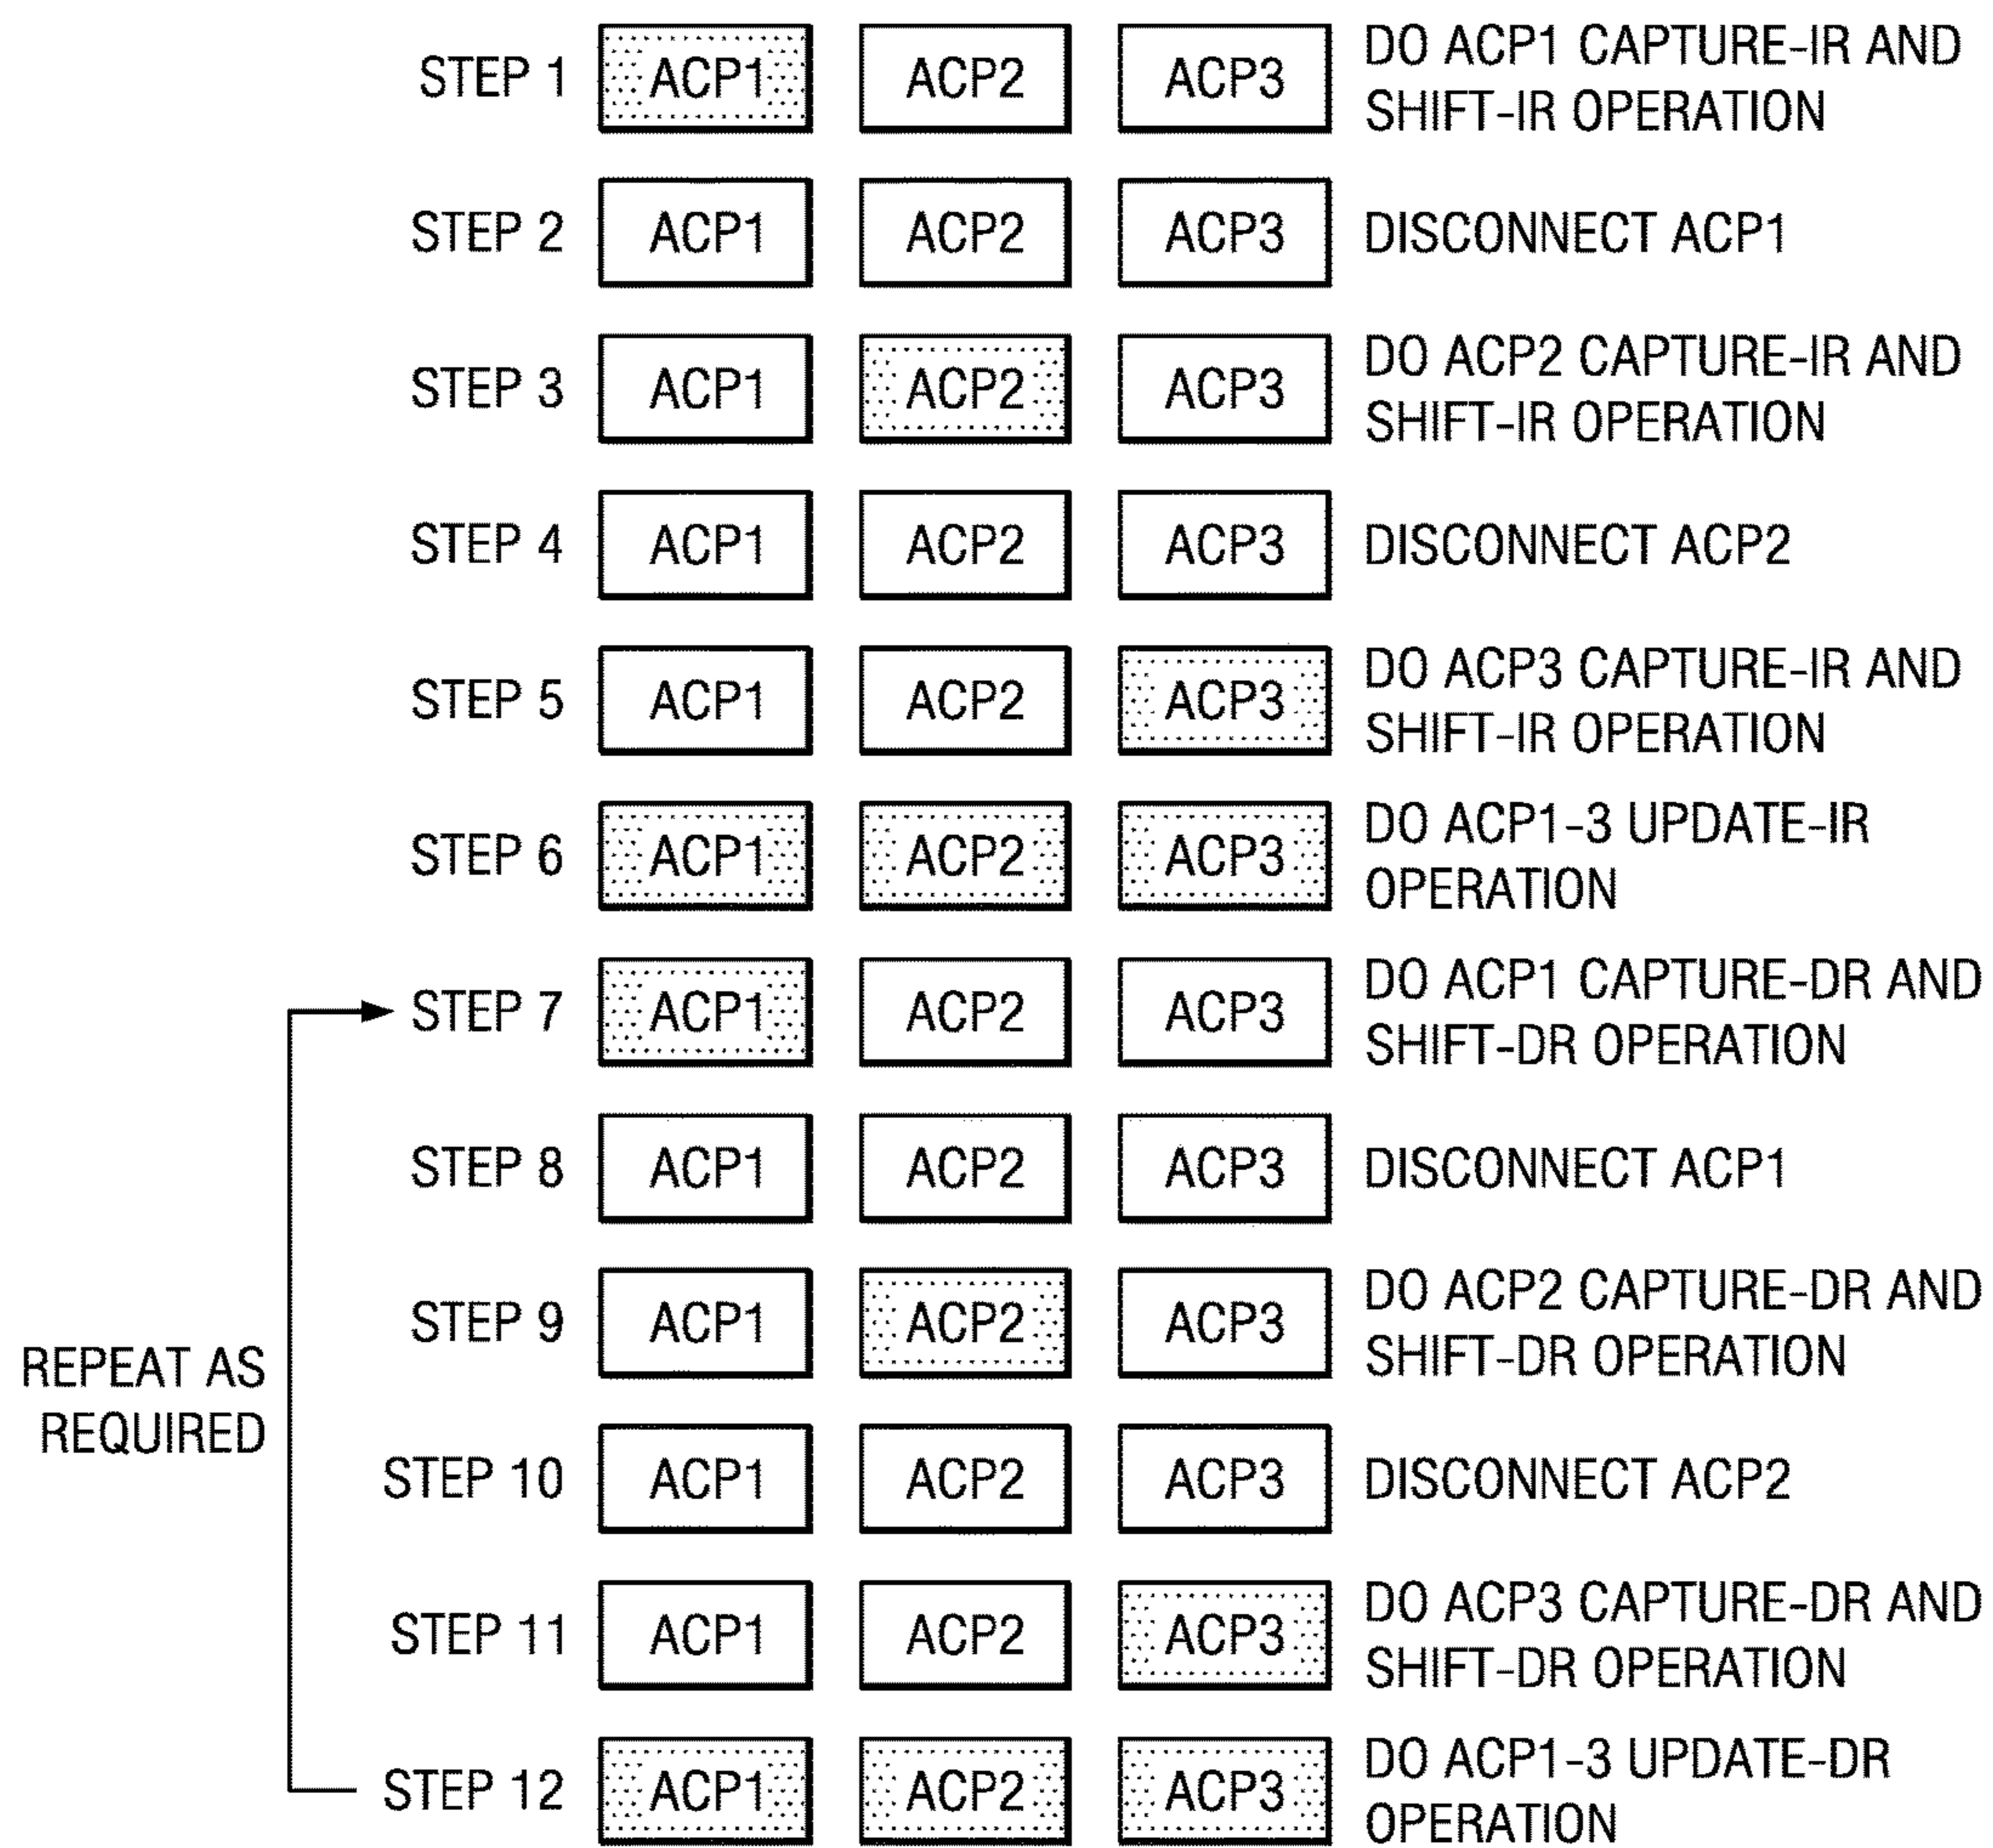 STEP 1 ACP1 ACP2 ACP3 DO ACP1 CAPTURE-IR AND
SHIFT-IR OPERATION
STEP 2 ACP1 ACP2 ACP3 DISCONNECT ACP1
STEP 3 ACP1 ACP2 ACP3 DO ACP2 CAPTURE-IR AND
SHIFT-IR OPERATION
STEP 4 ACP1 ACP2 ACP3 DISCONNECT ACP2
STEP 5 ACP1 ACP2 ACP3 DO ACP3 CAPTURE-IR AND
SHIFT-IR OPERATION
STEP 6 ACP1 ACP2 ACP3 DO ACP1-3 UPDATE-IR
OPERATION
STEP 7 ACP1 ACP2 ACP3 DO ACP1 CAPTURE-DR AND
SHIFT-DR OPERATION
STEP 8 ACP1 ACP2 ACP3 DISCONNECT ACP1
STEP 9 ACP1 ACP2 ACP3 DO ACP2 CAPTURE-DR AND
SHIFT-DR OPERATION
REPEAT AS
REQUIRED
STEP 10 ACP1 ACP2 ACP3 DISCONNECT ACP2
STEP 11 ACP1 ACP2 ACP3 DO ACP3 CAPTURE-DR AND
SHIFT-DR OPERATION
STEP 12 ACP1 ACP2 ACP3 DO ACP1-3 UPDATE-DR
OPERATION